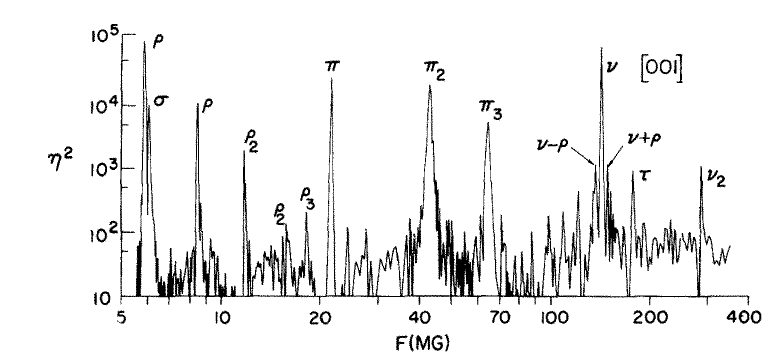 10⁵
10⁴
η²
10³
10²
10
ρ
σ
ρ
ρ₂
ρ₂
ρ₃
π
π₂
π₃
ν-ρ
ν
[001]
ν+ρ
τ
ν₂
5 10 20 40 70 100 200 400
F(MG)